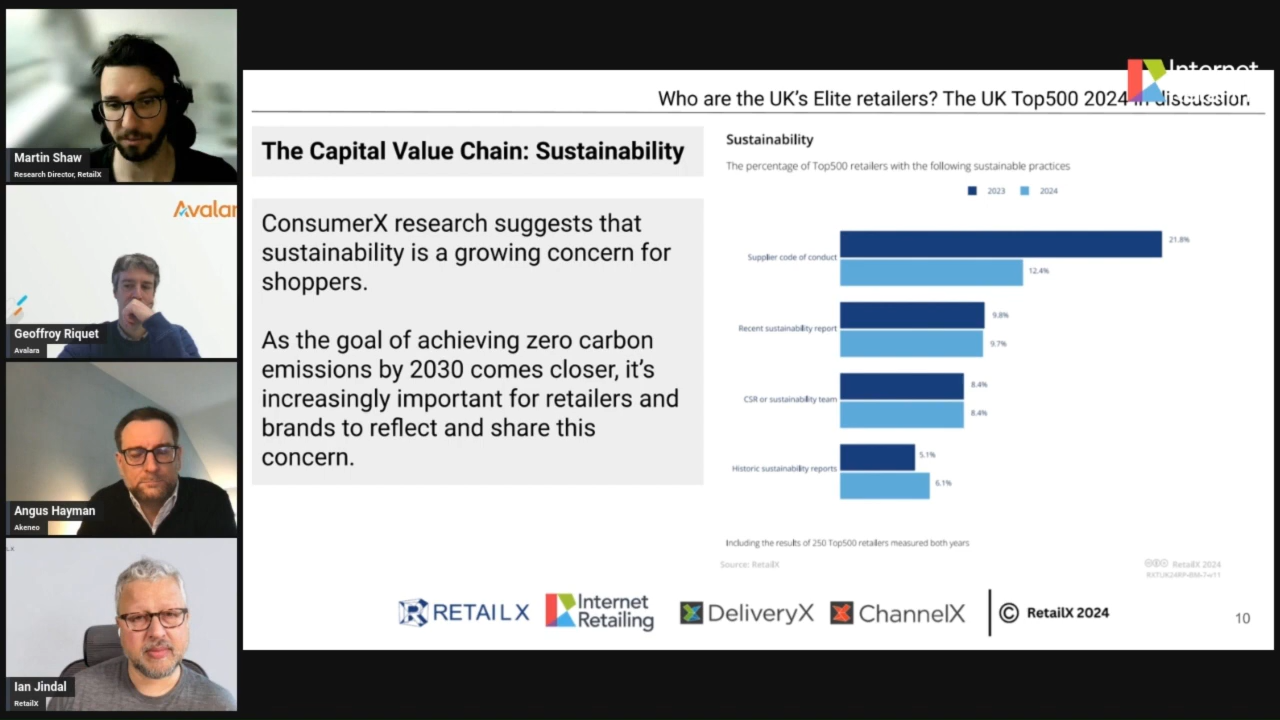 Martin Shaw
Research Director, RetailX
Avalar
Geoffroy Riquet
Avalara
Angus Hayman
Akeneo
LX
Ian Jindal
RetailX
Internet
Who are the UK's Elite retailers? The UK Top500 2024 in discussion
The Capital Value Chain: Sustainability
ConsumerX research suggests that
sustainability is a growing concern for
shoppers.
As the goal of achieving zero carbon
emissions by 2030 comes closer, it's
increasingly important for retailers and
brands to reflect and share this
concern.
Sustainability
The percentage of Top500 retailers with the following sustainable practices
2023 2024
Supplier code of conduct
21.8%
12.4%
Recent sustainability report
9.8%
9.7%
CSR or sustainability team
8.4%
8.4%
Historic sustainability reports
5.1%
6.1%
Including the results of 250 Top500 retailers measured both years
Source: RetailX
RetailX 2024
RETAIL X
Internet
Retailing
DeliveryX
ChannelX
© RetailX 2024
10